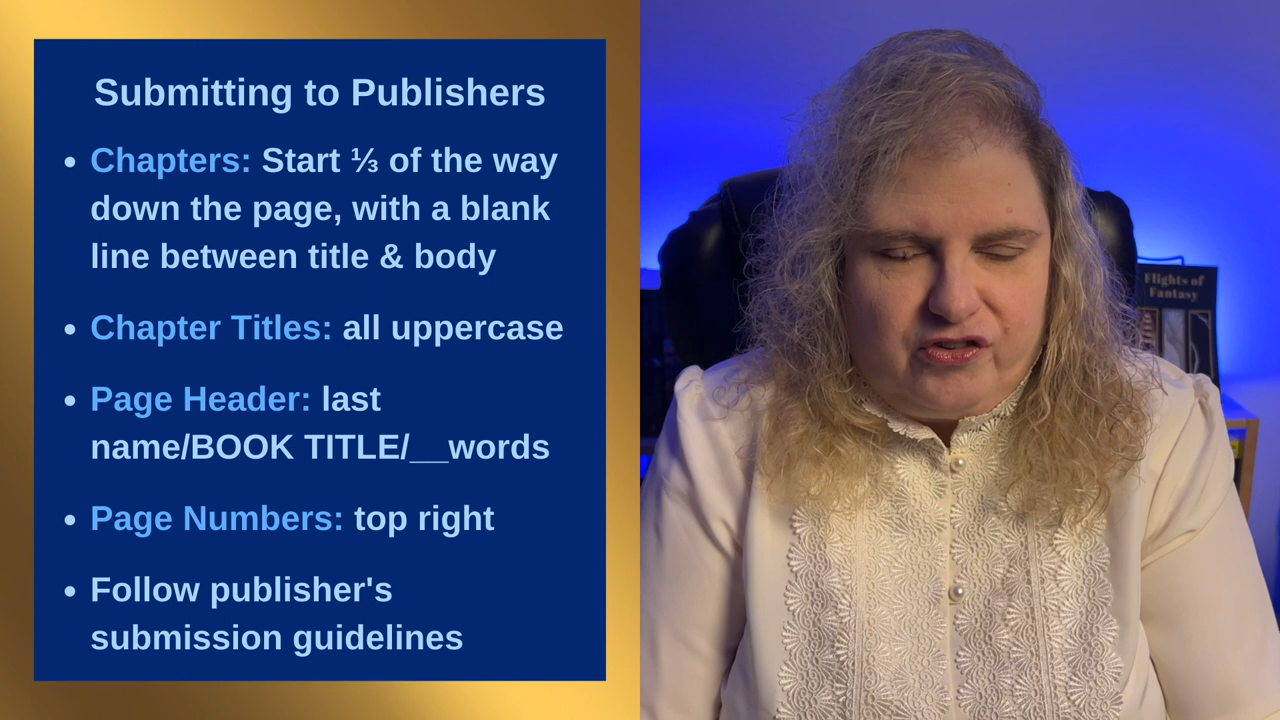 Submitting to Publishers
• Chapters: Start ⅓ of the way
down the page, with a blank
line between title & body
• Chapter Titles: all uppercase
• Page Header: last
name/BOOK TITLE/__words
• Page Numbers: top right
• Follow publisher's
submission guidelines
Flights of
Fantasy